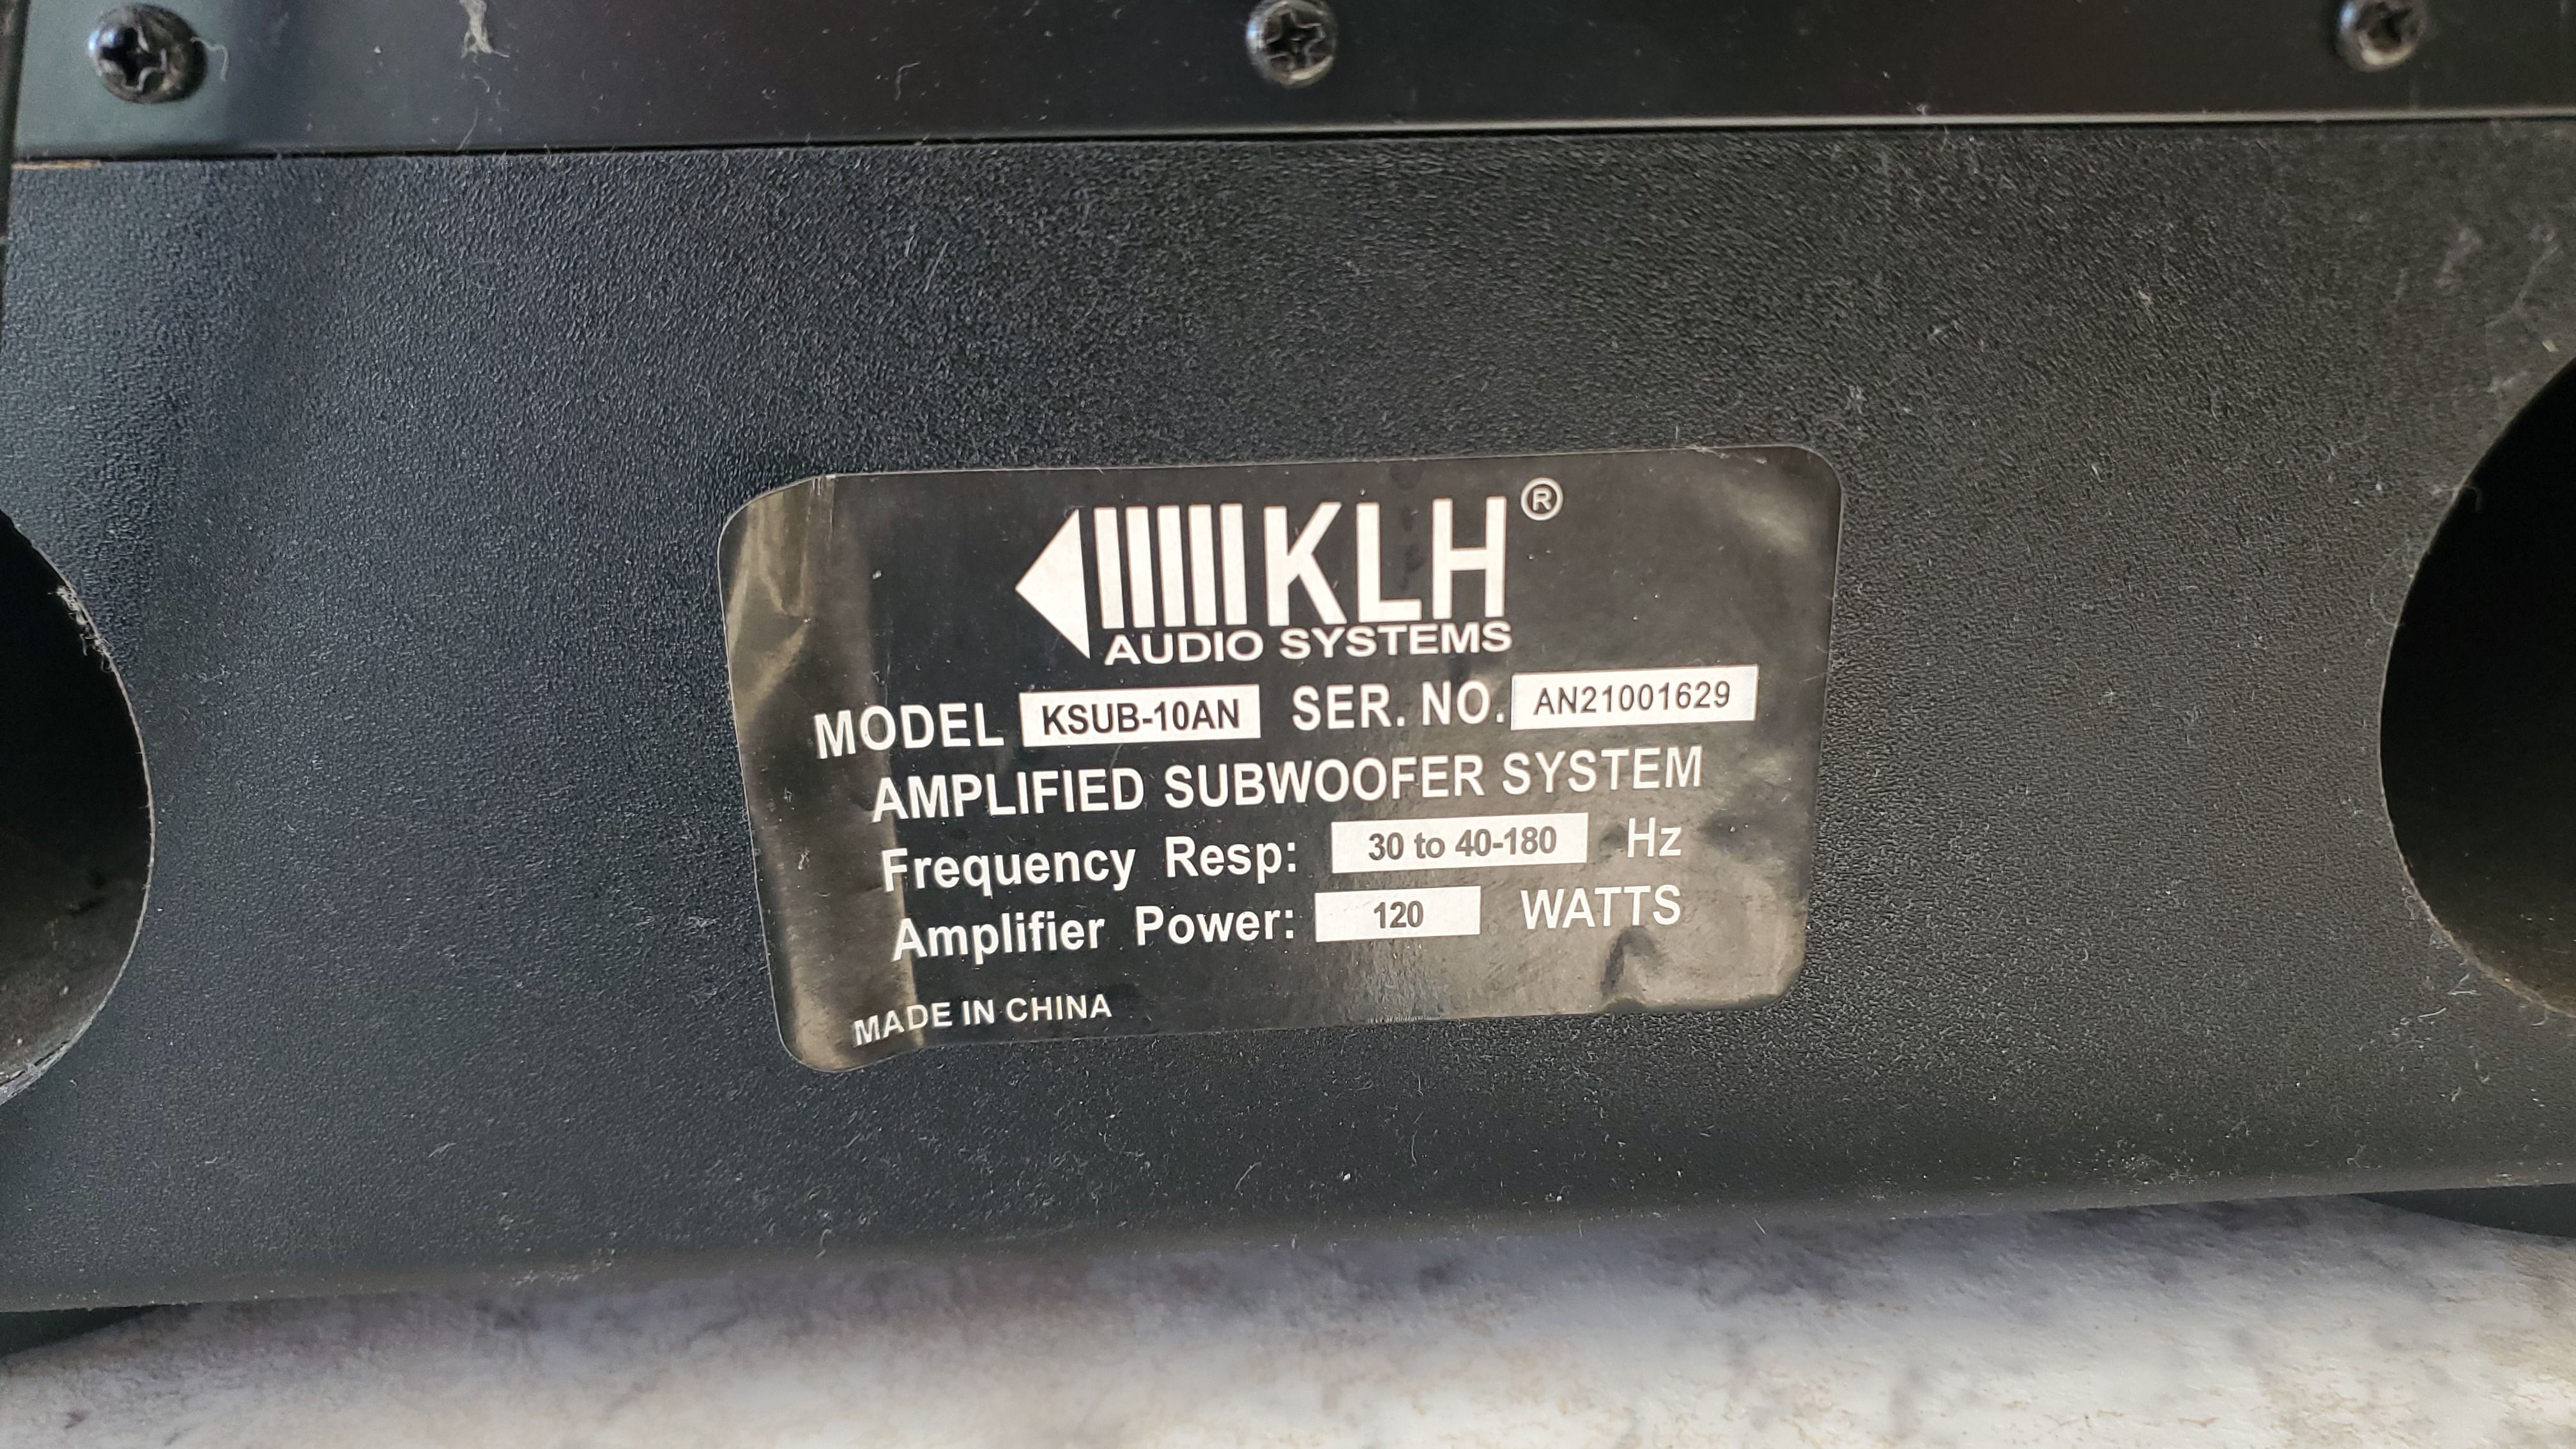 KLH®
AUDIO SYSTEMS
MODEL KSUB-10AN SER. NO. AN21001629
AMPLIFIED SUBWOOFER SYSTEM
Frequency Resp: 30 to 40-180 Hz
Amplifier Power: 120 WATTS
MADE IN CHINA